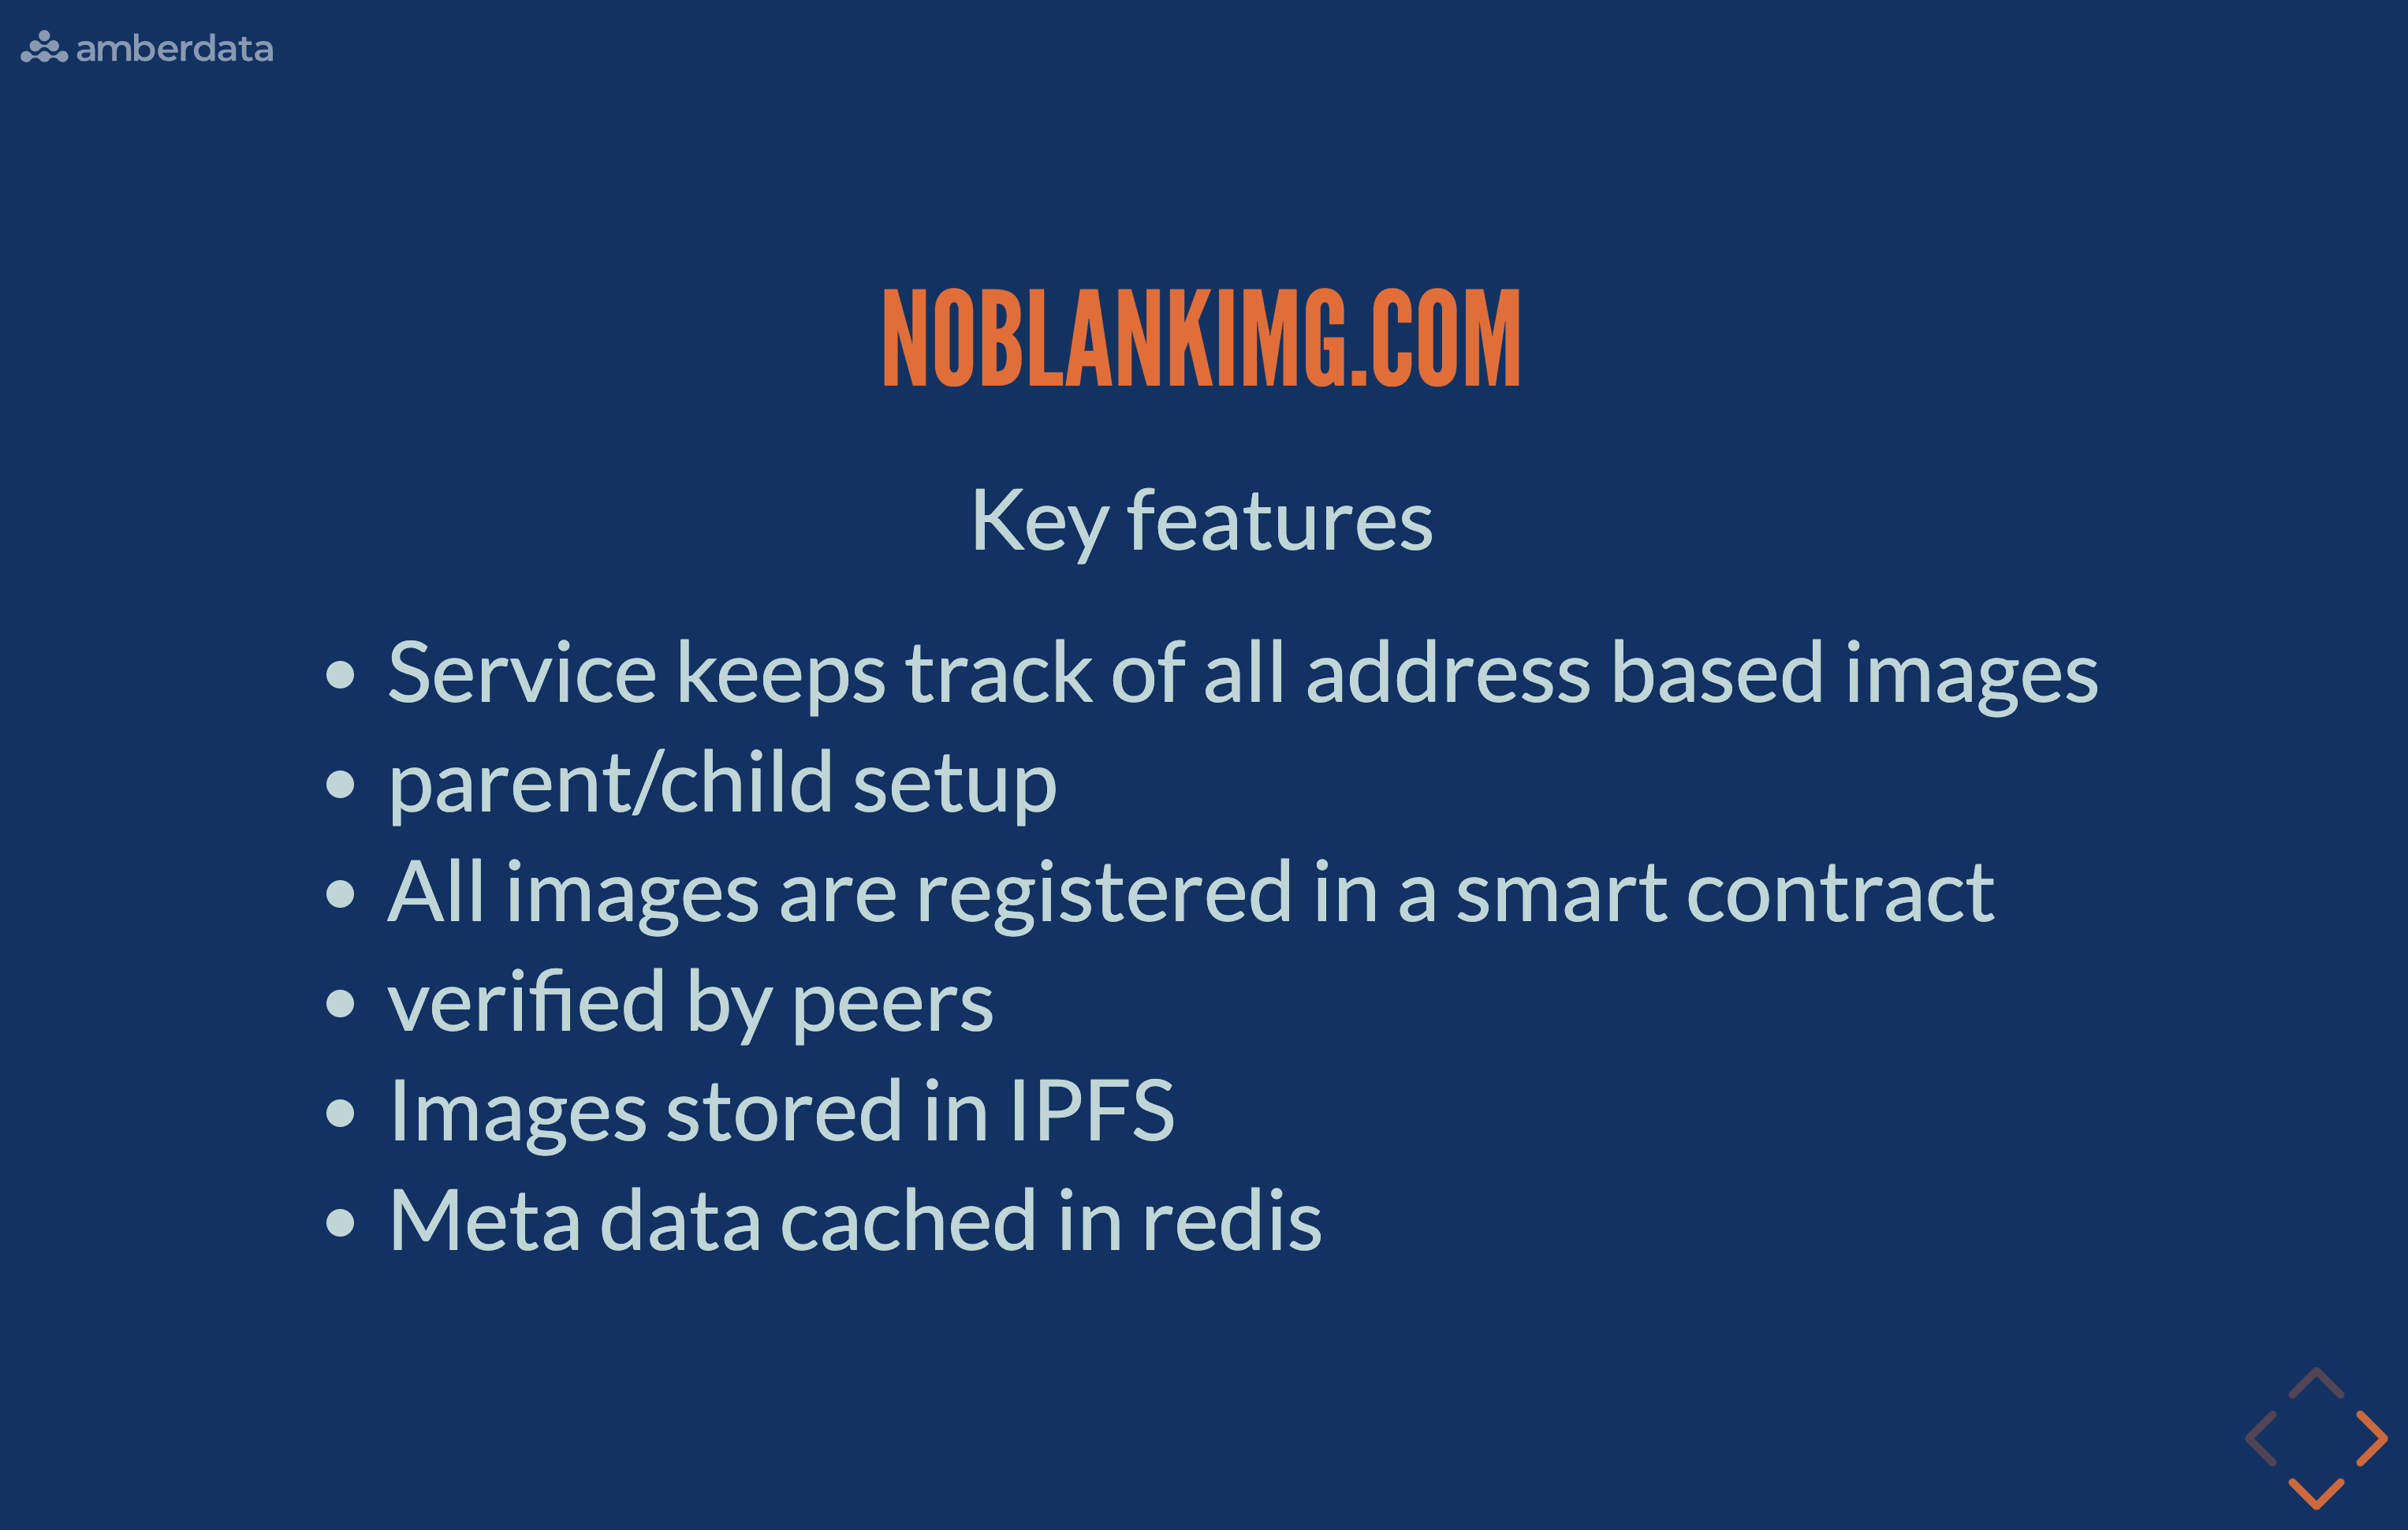 amberdata
NOBLANKIMG.COM
Key features
• Service keeps track of all address based images
• parent/child setup
• All images are registered in a smart contract
• verified by peers
• Images stored in IPFS
• Meta data cached in redis